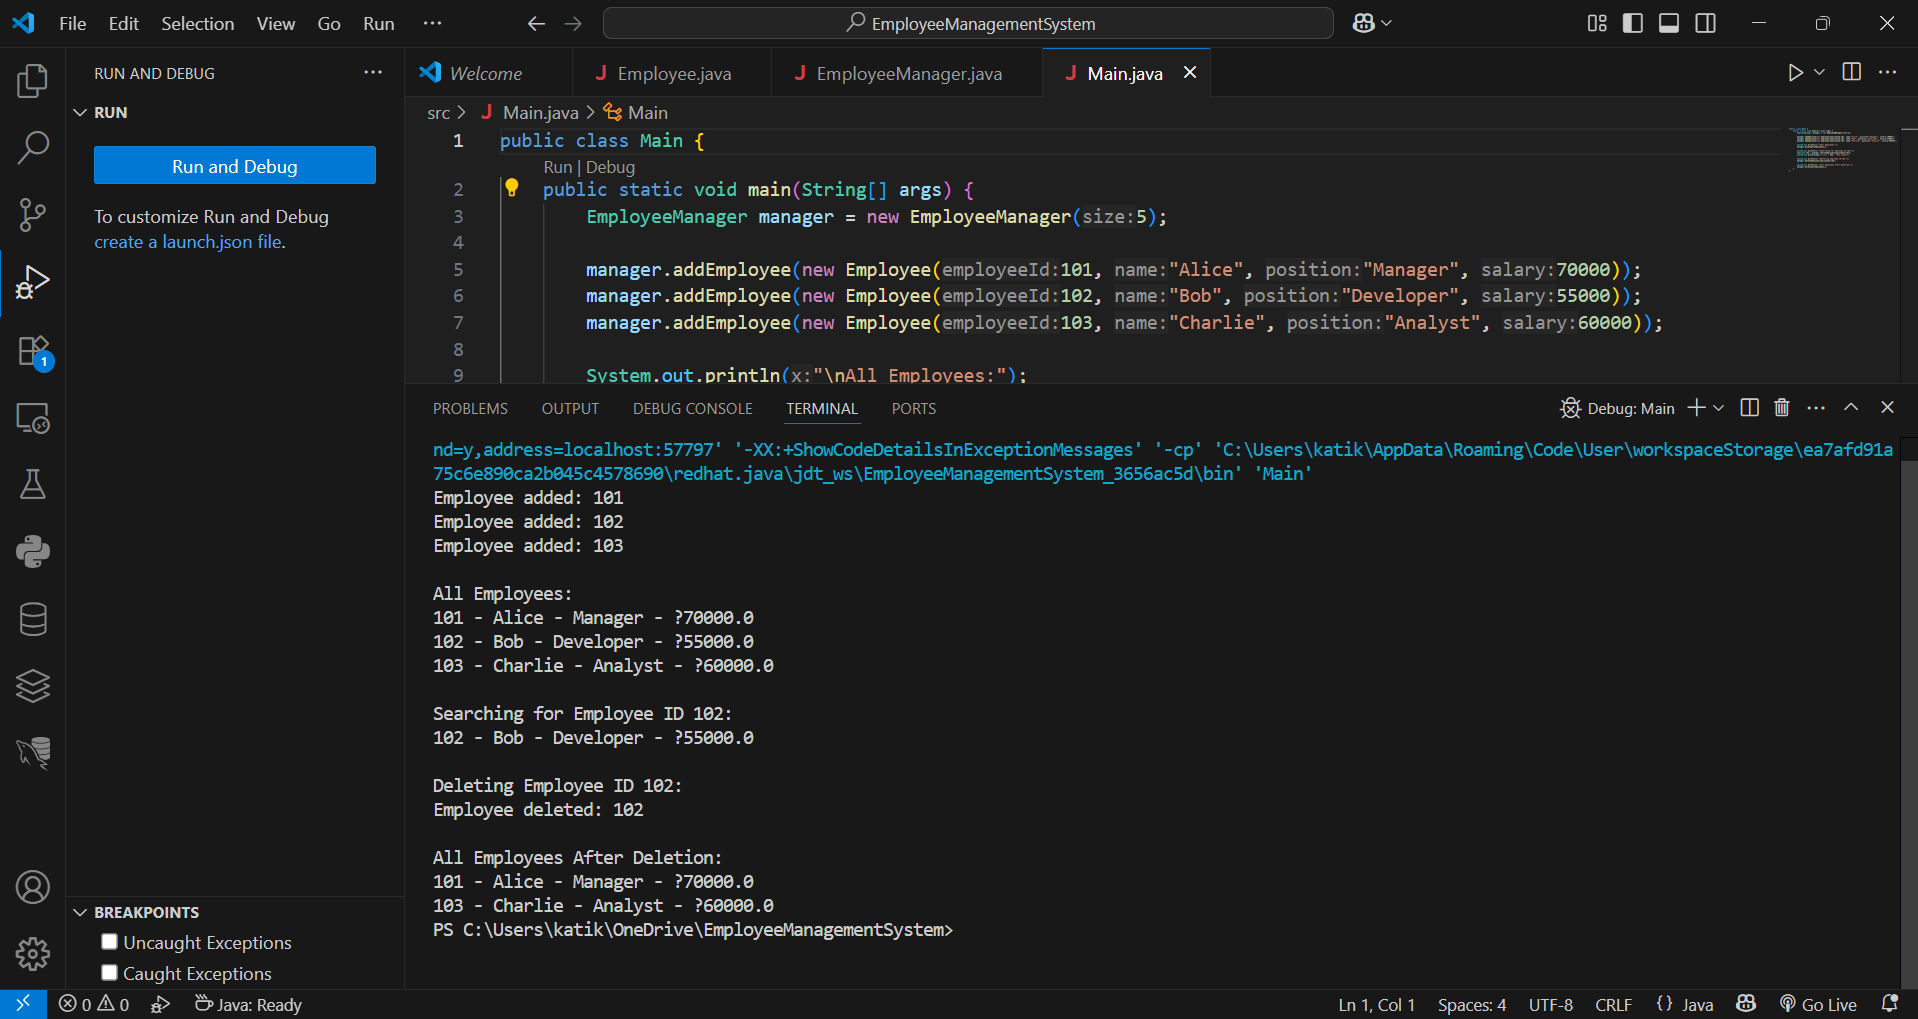 File Edit Selection View Go Run ···
EmployeeManagementSystem
RUN AND DEBUG ···
RUN
Run and Debug
To customize Run and Debug
create a launch.json file.
1
BREAKPOINTS
Uncaught Exceptions
Caught Exceptions
Welcome
Employee.java
EmployeeManager.java
Main.java
src > Main.java > Main
1 public class Main {
Run | Debug
2 public static void main(String[] args) {
3 EmployeeManager manager = new EmployeeManager(size:5);
4
5 manager.addEmployee(new Employee(employeeId:101, name:"Alice", position:"Manager", salary:70000));
6 manager.addEmployee(new Employee(employeeId:102, name:"Bob", position:"Developer", salary:55000));
7 manager.addEmployee(new Employee(employeeId:103, name:"Charlie", position:"Analyst", salary:60000));
8
9 System.out.println(x:"\nAll Employees:");
PROBLEMS OUTPUT DEBUG CONSOLE TERMINAL PORTS
Debug: Main
nd=y,address=localhost:57797' '-XX:+ShowCodeDetailsInExceptionMessages' '-cp' 'C:\Users\katik\AppData\Roaming\Code\User\workspaceStorage\ea7afd91a
75c6e890ca2b045c4578690\redhat.java\jdt_ws\EmployeeManagementSystem_3656ac5d\bin' 'Main'
Employee added: 101
Employee added: 102
Employee added: 103
All Employees:
101 - Alice - Manager - ?70000.0
102 - Bob - Developer - ?55000.0
103 - Charlie - Analyst - ?60000.0
Searching for Employee ID 102:
102 - Bob - Developer - ?55000.0
Deleting Employee ID 102:
Employee deleted: 102
All Employees After Deletion:
101 - Alice - Manager - ?70000.0
103 - Charlie - Analyst - ?60000.0
PS C:\Users\katik\OneDrive\EmployeeManagementSystem>
0 0 Java: Ready
Ln 1, Col 1 Spaces: 4 UTF-8 CRLF {} Java Go Live